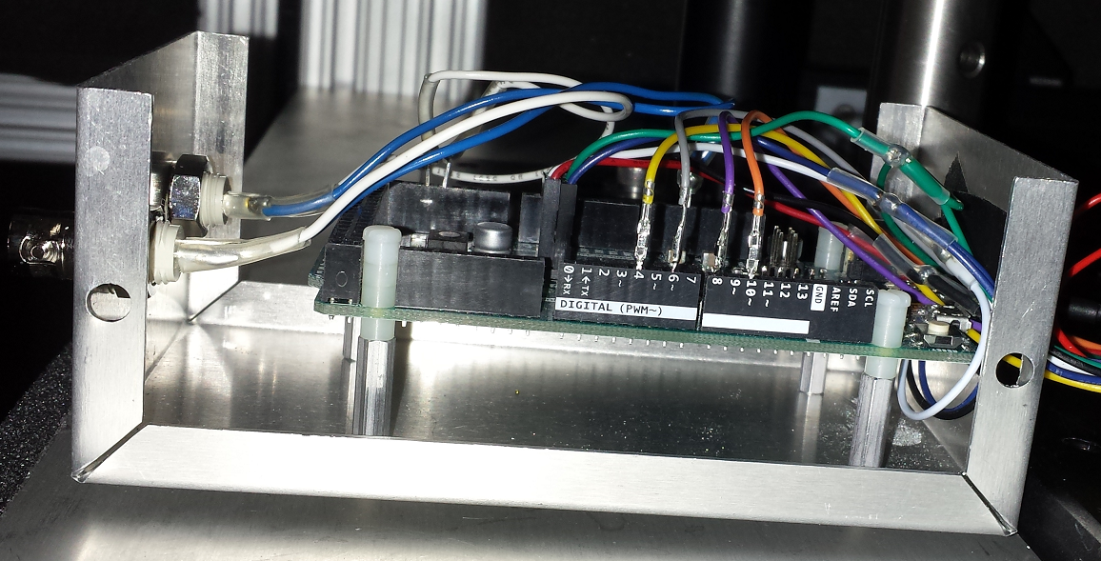 0→RX
1←TX
2
3~
4
5~
6~
7
8
9~
10~
11~
12
13
GND
AREF
SDA
SCL
DIGITAL (PWM~)